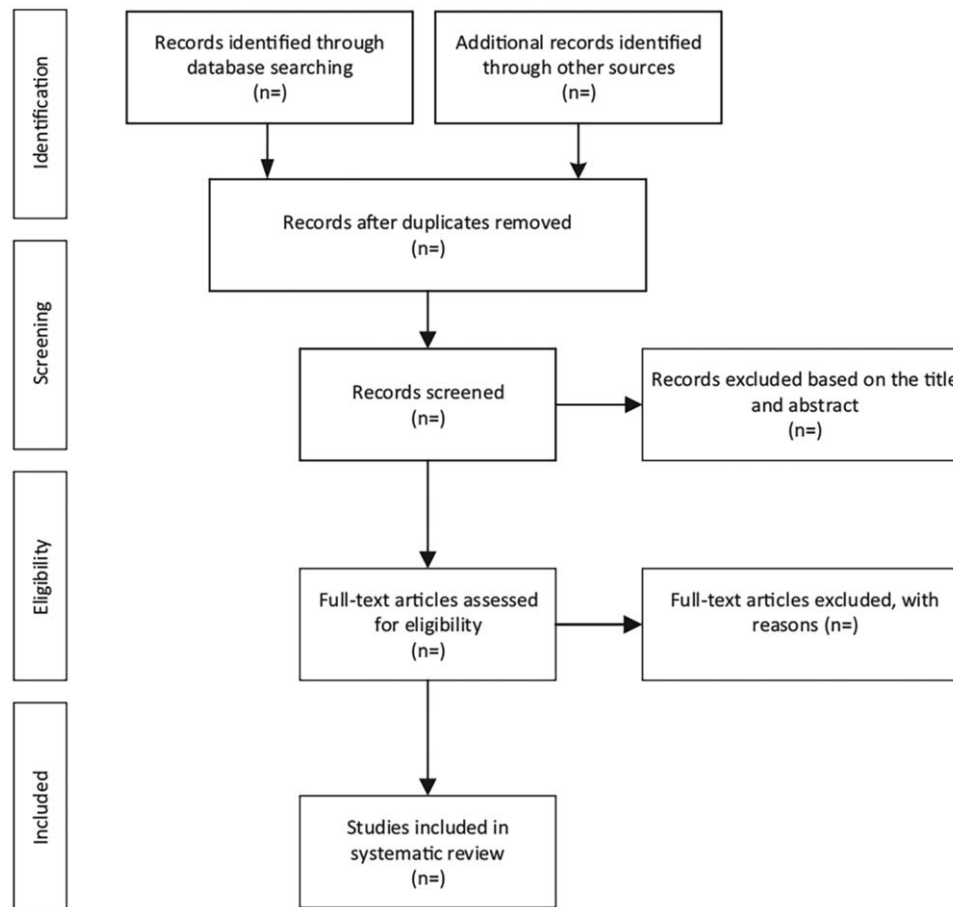 Identification
Records identified through
database searching
(n=)
Additional records identified
through other sources
(n=)
Records after duplicates removed
(n=)
Screening
Records screened
(n=)
Records excluded based on the title
and abstract
(n=)
Eligibility
Full-text articles assessed
for eligibility
(n=)
Full-text articles excluded, with
reasons (n=)
Included
Studies included in
systematic review
(n=)